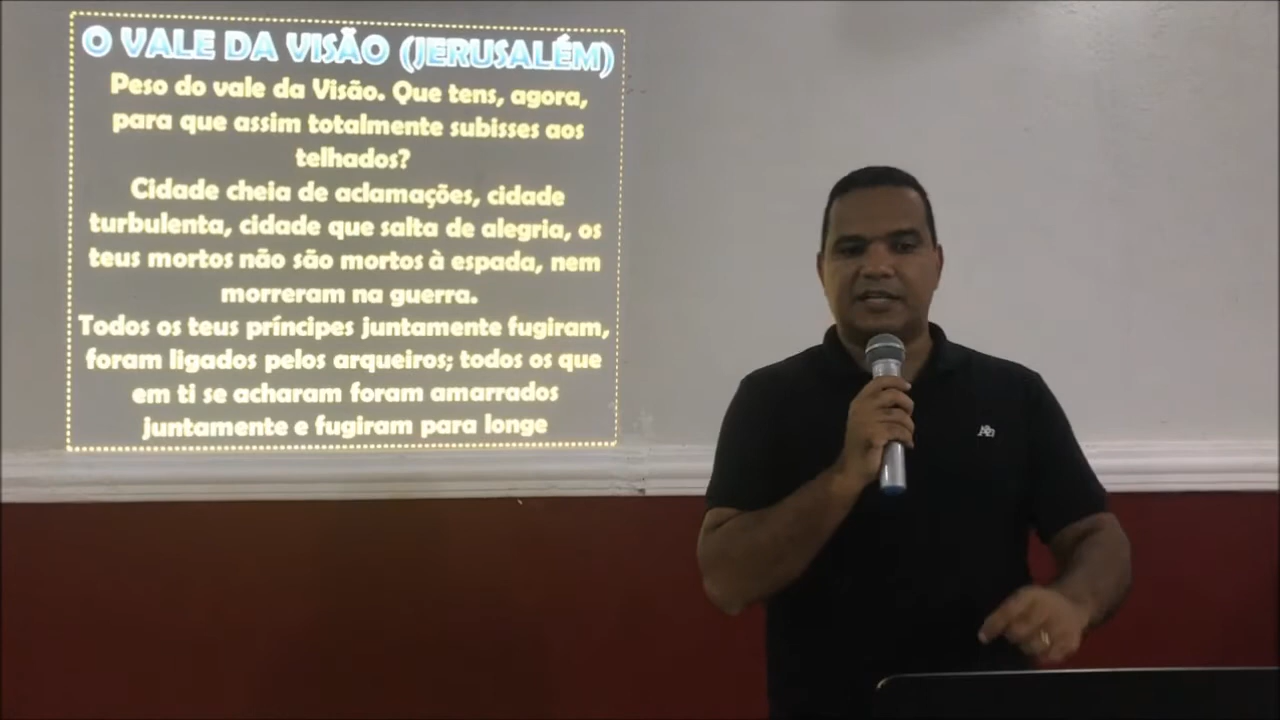 O VALE DA VISÃO (JERUSALÉM)
Peso do vale da Visão. Que tens, agora,
para que assim totalmente subisses aos
telhados?
Cidade cheia de aclamações, cidade
turbulenta, cidade que salta de alegria, os
teus mortos não são mortos à espada, nem
morreram na guerra.
Todos os teus príncipes juntamente fugiram,
foram ligados pelos arqueiros; todos os que
em ti se acharam foram amarrados
juntamente e fugiram para longe